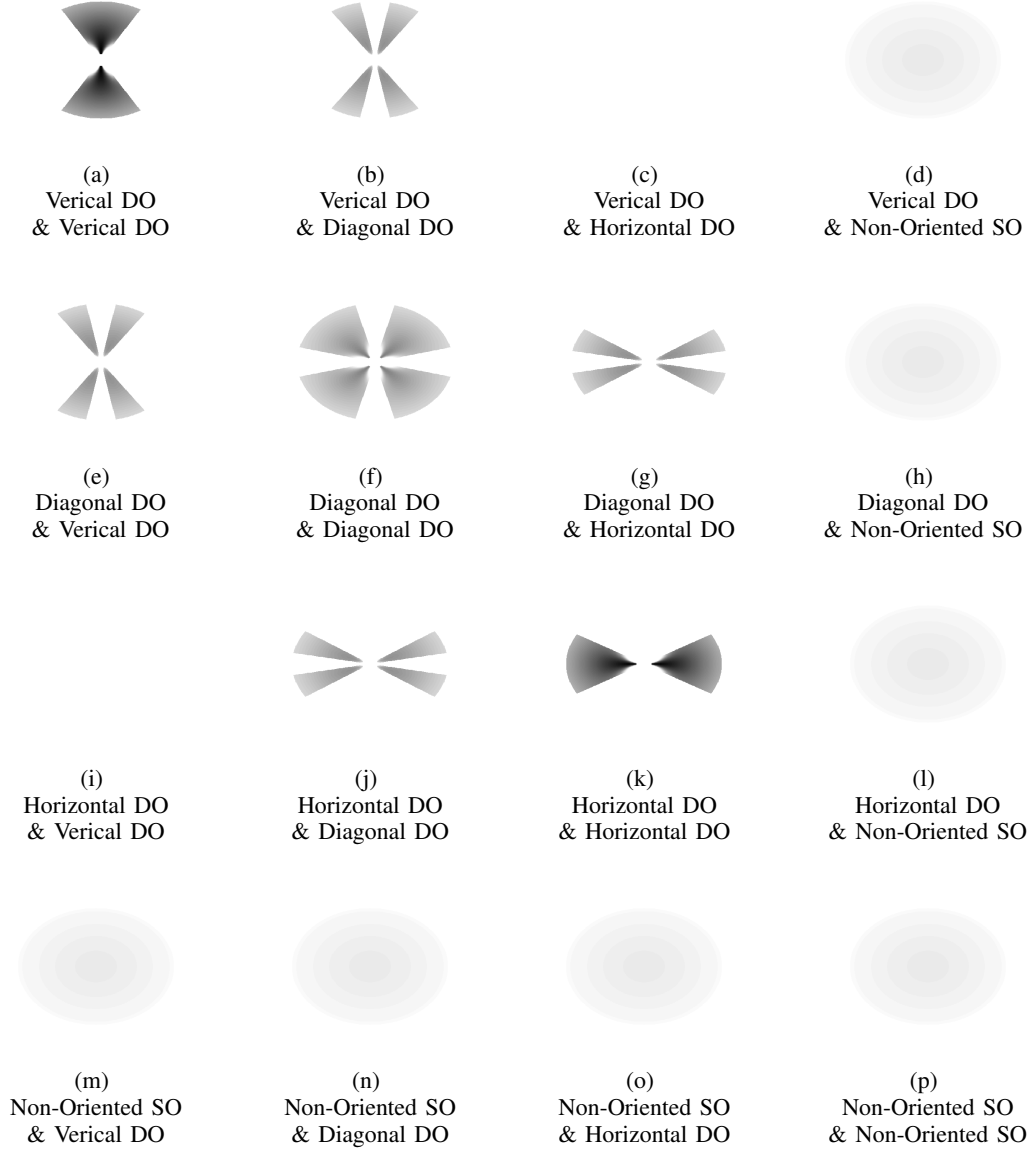 (a)
Verical DO
& Verical DO
(b)
Verical DO
& Diagonal DO
(c)
Verical DO
& Horizontal DO
(d)
Verical DO
& Non-Oriented SO
(e)
Diagonal DO
& Verical DO
(f)
Diagonal DO
& Diagonal DO
(g)
Diagonal DO
& Horizontal DO
(h)
Diagonal DO
& Non-Oriented SO
(i)
Horizontal DO
& Verical DO
(j)
Horizontal DO
& Diagonal DO
(k)
Horizontal DO
& Horizontal DO
(l)
Horizontal DO
& Non-Oriented SO
(m)
Non-Oriented SO
& Verical DO
(n)
Non-Oriented SO
& Diagonal DO
(o)
Non-Oriented SO
& Horizontal DO
(p)
Non-Oriented SO
& Non-Oriented SO